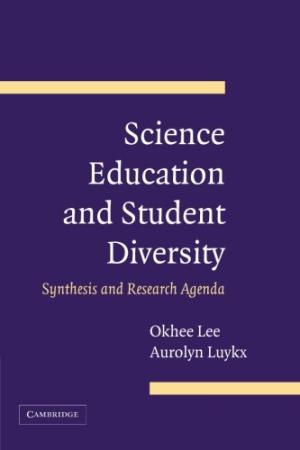 Science
Education
and Student
Diversity
Synthesis and Research Agenda
Okhee Lee
Aurolyn Luykx
CAMBRIDGE